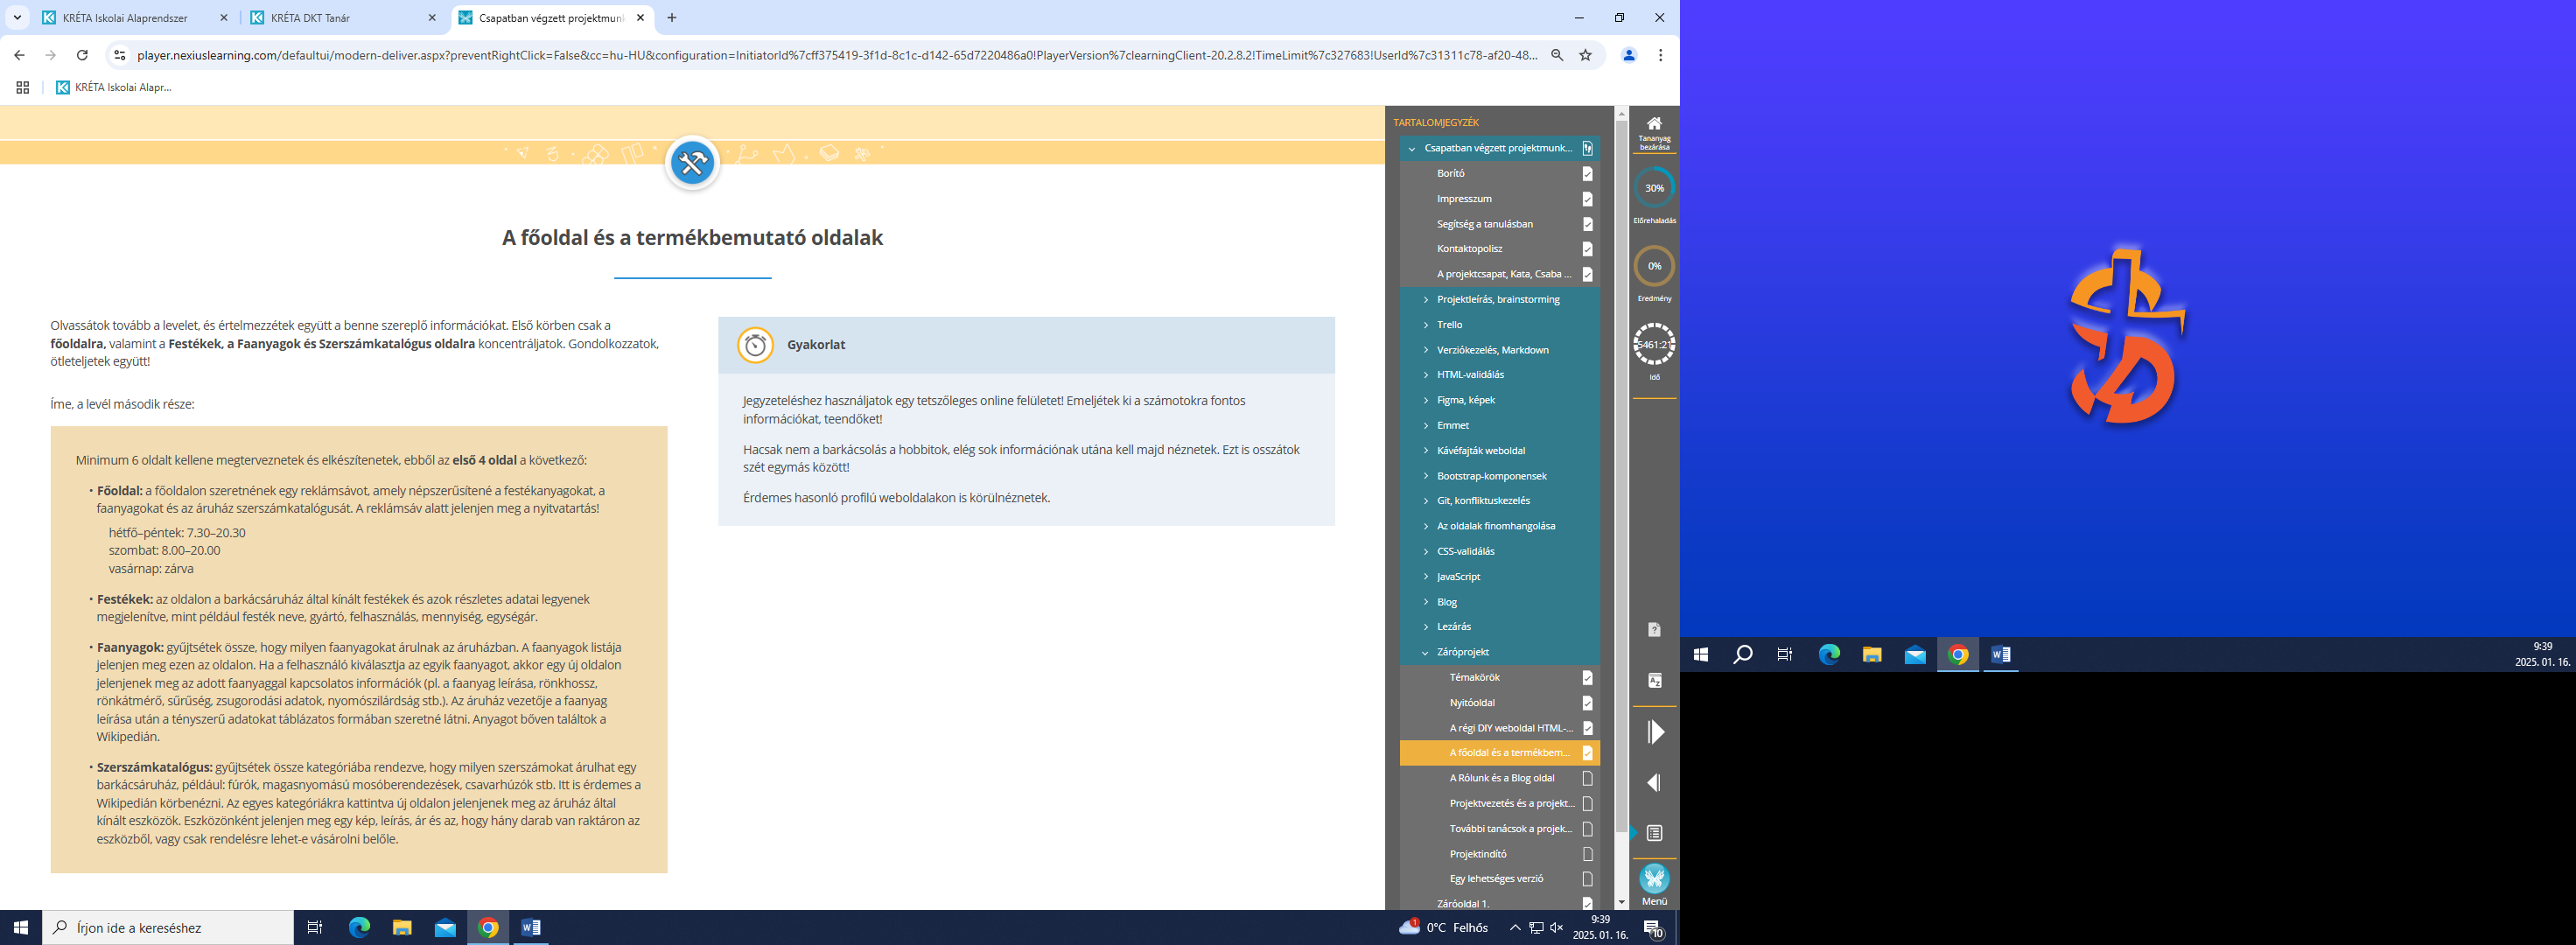 KRÉTA Iskolai Alaprendszer
KRÉTA DKT Tanár
Csapatban végzett projektmunk
player.nexiuslearning.com/defaultui/modern-deliver.aspx?preventRightClick=False&cc=hu-HU&configuration=InitiatorId%7cff375419-3f1d-8c1c-d142-65d7220486a0!PlayerVersion%7clearningClient-20.2.8.2!TimeLimit%7c327683!UserId%7c31311c78-af20-48...
KRÉTA Iskolai Alapr...
A főoldal és a termékbemutató oldalak
Olvassátok tovább a levelet, és értelmezzétek együtt a benne szereplő információkat. Első körben csak a
főoldalra, valamint a Festékek, a Faanyagok és Szerszámkatalógus oldalra koncentráljatok. Gondolkozzatok,
ötleteljetek együtt!
Íme, a levél második része:
Minimum 6 oldalt kellene megterveznetek és elkészítenetek, ebből az első 4 oldal a következő:
• Főoldal: a főoldalon szeretnének egy reklámsávot, amely népszerűsítené a festékanyagokat, a
faanyagokat és az áruház szerszámkatalógusát. A reklámsáv alatt jelenjen meg a nyitvatartás!
hétfő–péntek: 7.30–20.30
szombat: 8.00–20.00
vasárnap: zárva
• Festékek: az oldalon a barkácsáruház által kínált festékek és azok részletes adatai legyenek
megjelenítve, mint például festék neve, gyártó, felhasználás, mennyiség, egységár.
• Faanyagok: gyűjtsétek össze, hogy milyen faanyagokat árulnak az áruházban. A faanyagok listája
jelenjen meg ezen az oldalon. Ha a felhasználó kiválasztja az egyik faanyagot, akkor egy új oldalon
jelenjenek meg az adott faanyaggal kapcsolatos információk (pl. a faanyag leírása, rönkhossz,
rönkátmérő, sűrűség, zsugorodási adatok, nyomószilárdság stb.). Az áruház vezetője a faanyag
leírása után a tényszerű adatokat táblázatos formában szeretné látni. Anyagot bőven találtok a
Wikipedián.
• Szerszámkatalógus: gyűjtsétek össze kategóriába rendezve, hogy milyen szerszámokat árulhat egy
barkácsáruház, például: fúrók, magasnyomású mosóberendezések, csavarhúzók stb. Itt is érdemes a
Wikipedián körbenézni. Az egyes kategóriákra kattintva új oldalon jelenjenek meg az áruház által
kínált eszközök. Eszközönként jelenjen meg egy kép, leírás, ár és az, hogy hány darab van raktáron az
eszközből, vagy csak rendelésre lehet-e vásárolni belőle.
Gyakorlat
Jegyzeteléshez használjatok egy tetszőleges online felületet! Emeljétek ki a számotokra fontos
információkat, teendőket!
Hacsak nem a barkácsolás a hobbitok, elég sok információnak utána kell majd néznetek. Ezt is osszátok
szét egymás között!
Érdemes hasonló profilú weboldalakon is körülnéznetek.
TARTALOMJEGYZÉK
Csapatban végzett projektmunk...
Borító
Impresszum
Segítség a tanulásban
Kontaktopolisz
A projektcsapat, Kata, Csaba ...
Projektleírás, brainstorming
Trello
Verziókezelés, Markdown
HTML-validálás
Figma, képek
Emmet
Kávéfajták weboldal
Bootstrap-komponensek
Git, konfliktuskezelés
Az oldalak finomhangolása
CSS-validálás
JavaScript
Blog
Lezárás
Záróprojekt
Témakörök
Nyitóoldal
A régi DIY weboldal HTML-...
A főoldal és a termékbem...
A Rólunk és a Blog oldal
Projektvezetés és a projekt...
További tanácsok a projek...
Projektindító
Egy lehetséges verzió
Záróoldal 1.
Tananyag
bezárása
30%
Előrehaladás
0%
Eredmény
5461:21
Idő
Menü
Írjon ide a kereséshez
1
0°C Felhős
9:39
2025. 01. 16.
10
9:39
2025. 01. 16.